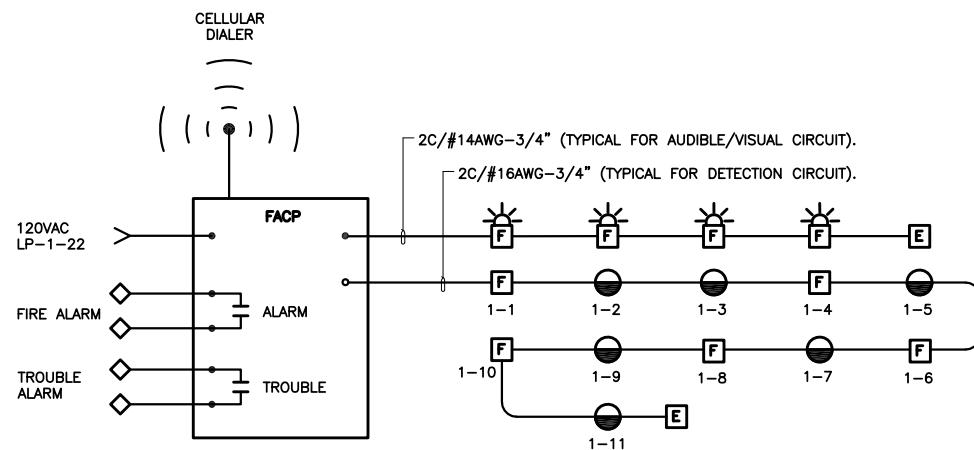 CELLULAR
DIALER
2C/#14AWG-3/4" (TYPICAL FOR AUDIBLE/VISUAL CIRCUIT).
2C/#16AWG-3/4" (TYPICAL FOR DETECTION CIRCUIT).
FACP
120VAC
LP-1-22
F F F F E
F F
1-1 1-2 1-3 1-4 1-5
FIRE ALARM
ALARM
F F F
1-10 1-9 1-8 1-7 1-6
TROUBLE
ALARM
TROUBLE
E
1-11